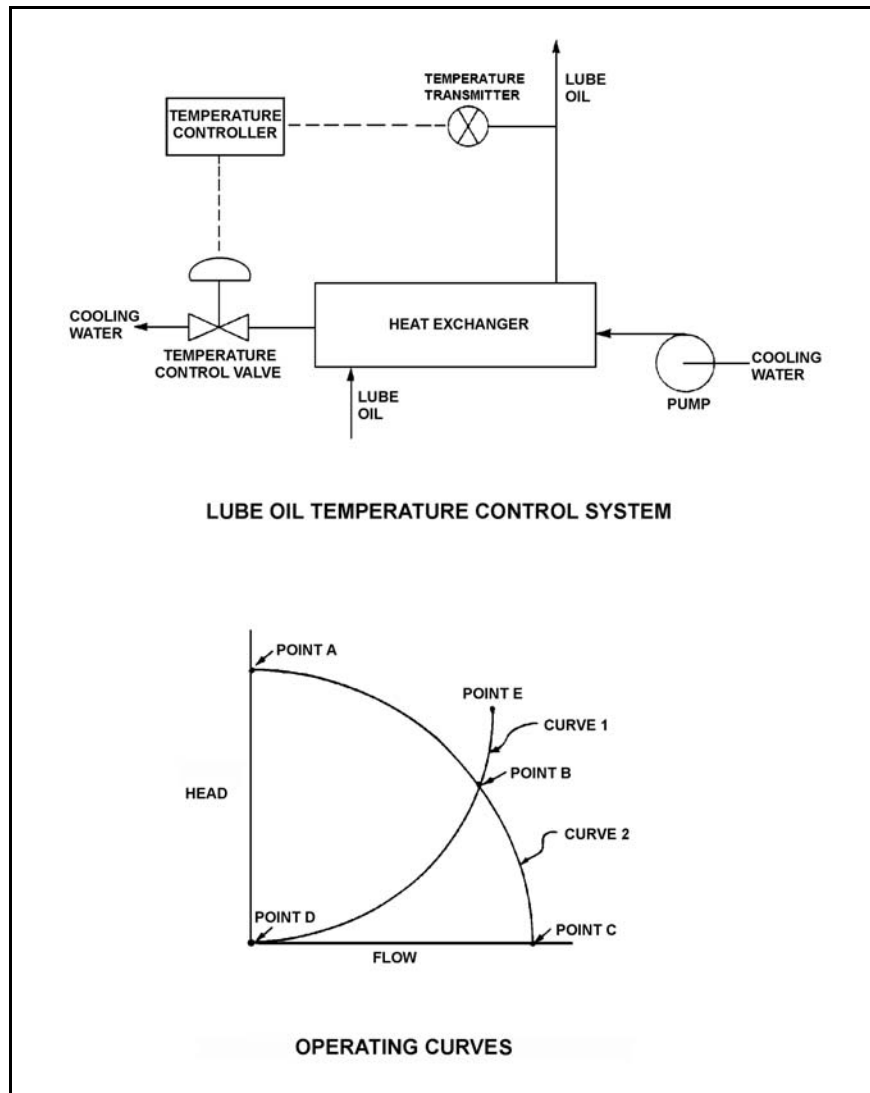 TEMPERATURE
TRANSMITTER
LUBE
OIL
TEMPERATURE
CONTROLLER
HEAT EXCHANGER
COOLING
WATER
TEMPERATURE
CONTROL VALVE
COOLING
WATER
PUMP
LUBE
OIL
LUBE OIL TEMPERATURE CONTROL SYSTEM
POINT A
POINT E
CURVE 1
POINT B
HEAD
CURVE 2
POINT D
POINT C
FLOW
OPERATING CURVES